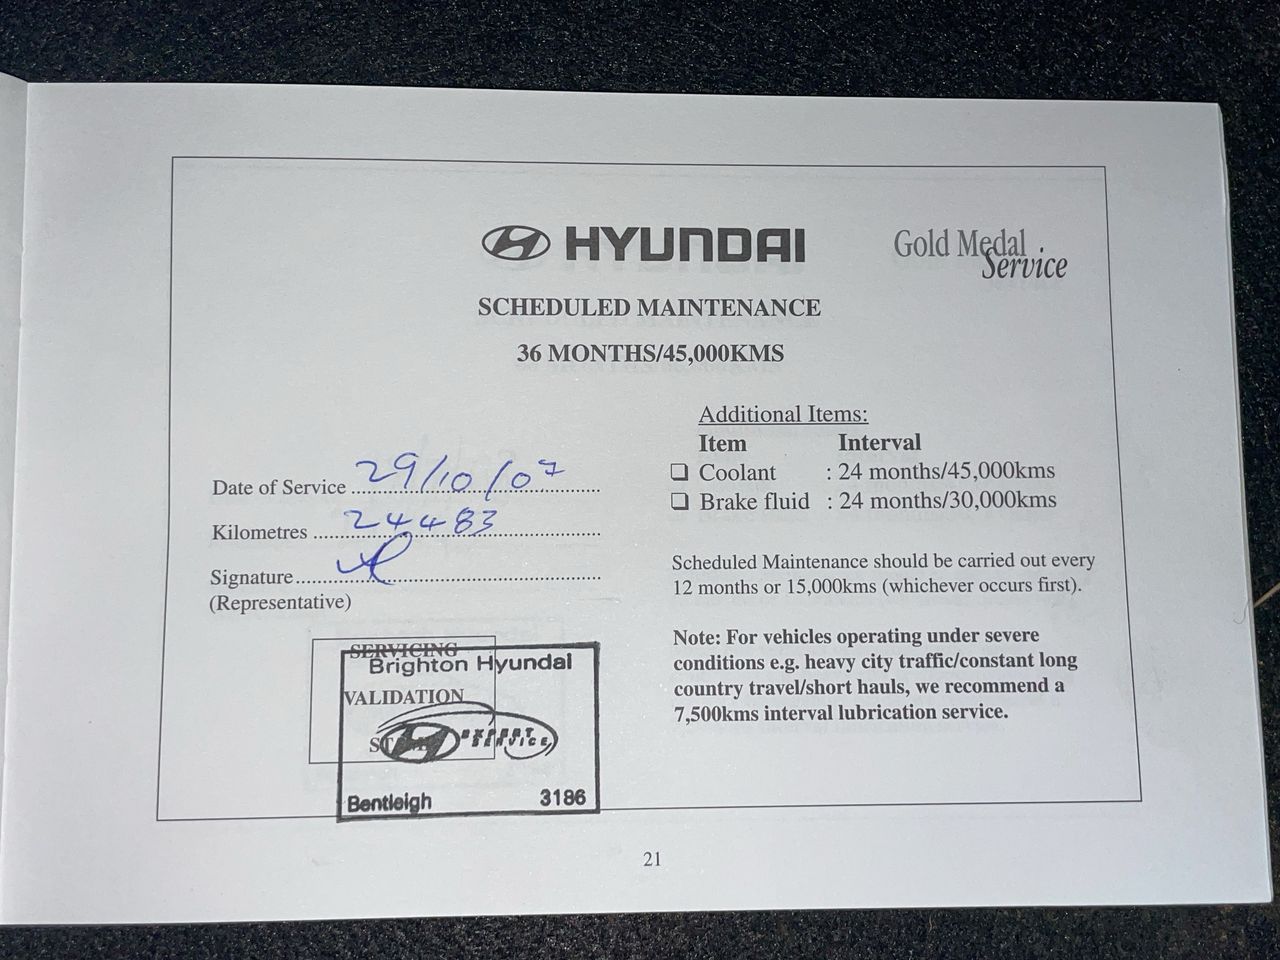 HYUNDAI
Gold Medal
Service
SCHEDULED MAINTENANCE
36 MONTHS/45,000KMS
Date of Service 29/10/07
Kilometres 24483
Signature
(Representative)
SERVICING
VALIDATION
Brighton Hyundai
EXPERT
SERVICE
Bentleigh 3186
Additional Items:
Item Interval
Coolant : 24 months/45,000kms
Brake fluid : 24 months/30,000kms
Scheduled Maintenance should be carried out every
12 months or 15,000kms (whichever occurs first).
Note: For vehicles operating under severe
conditions e.g. heavy city traffic/constant long
country travel/short hauls, we recommend a
7,500kms interval lubrication service.
21